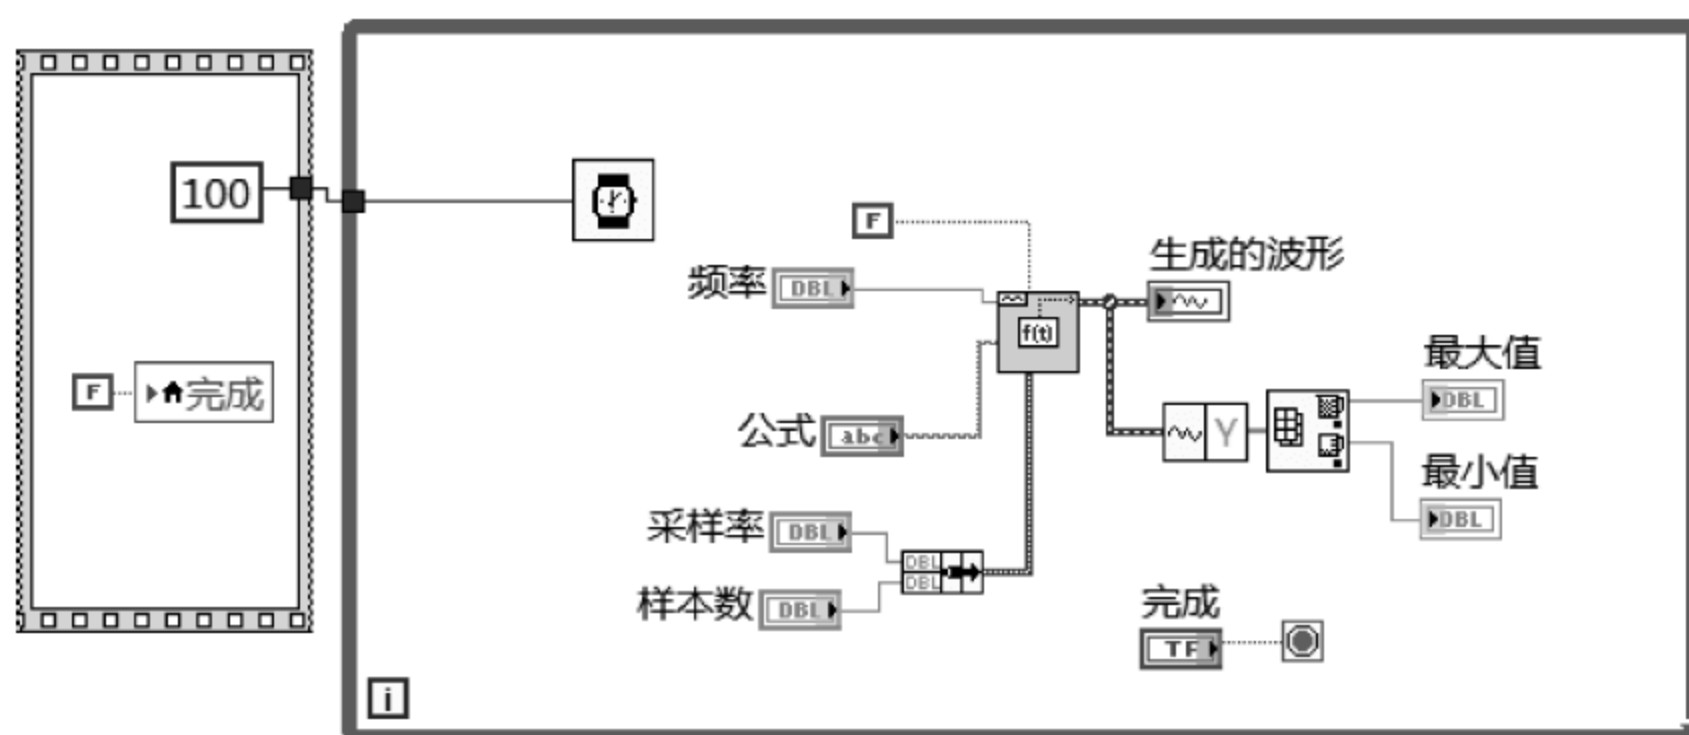 100
F
完成
F
频率 DBL
生成的波形
f(t)
公式 abc
最大值
DBL
Y
最小值
DBL
采样率 DBL
DBL
DBL
样本数 DBL
完成
TF
i